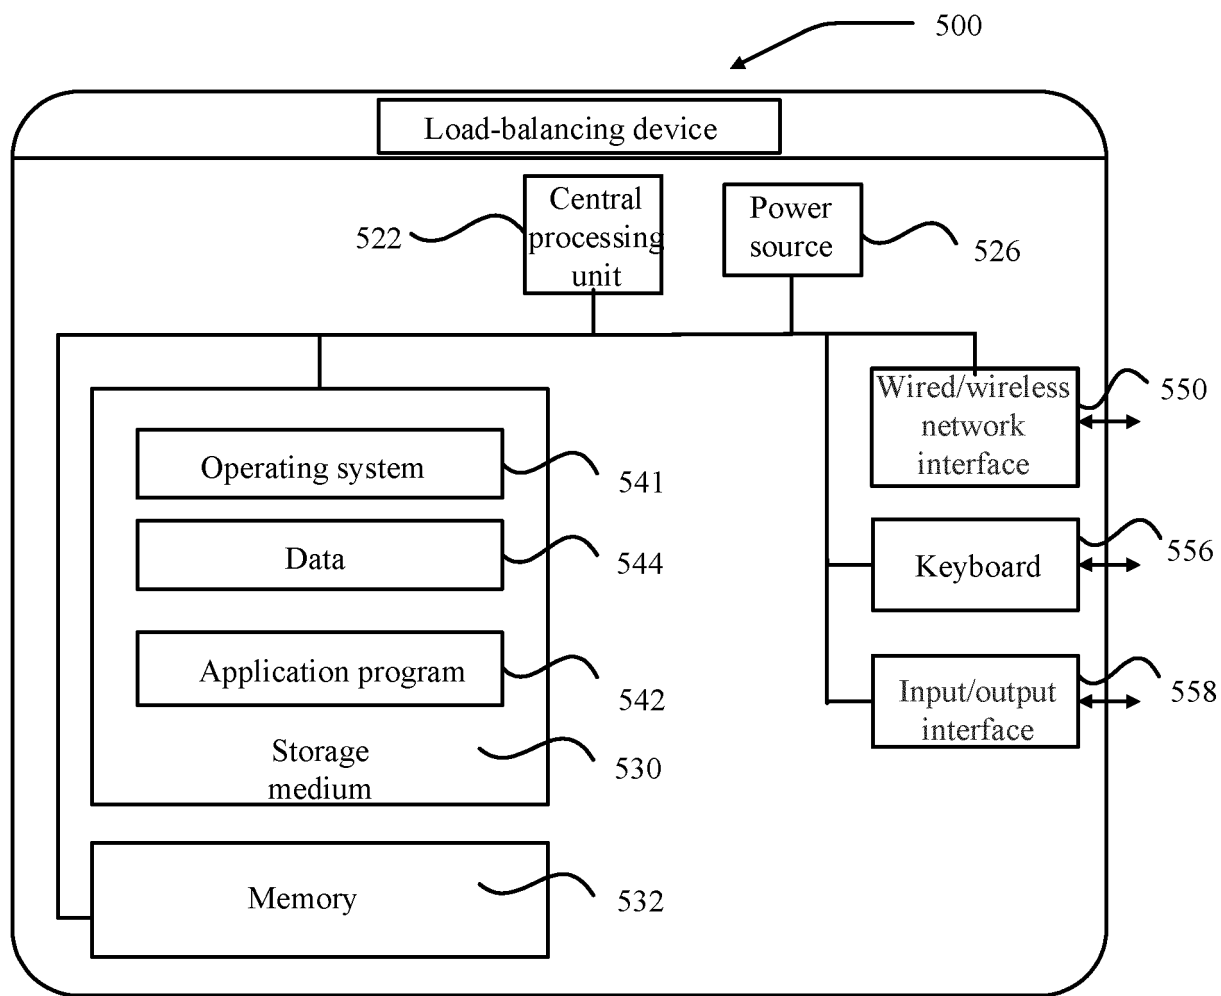 500
Load-balancing device
Central
processing
unit
522
Power
source
526
Wired/wireless
network
interface
550
Operating system
541
Data
544
Keyboard
556
Application program
542
Input/output
interface
558
Storage
medium
530
Memory
532